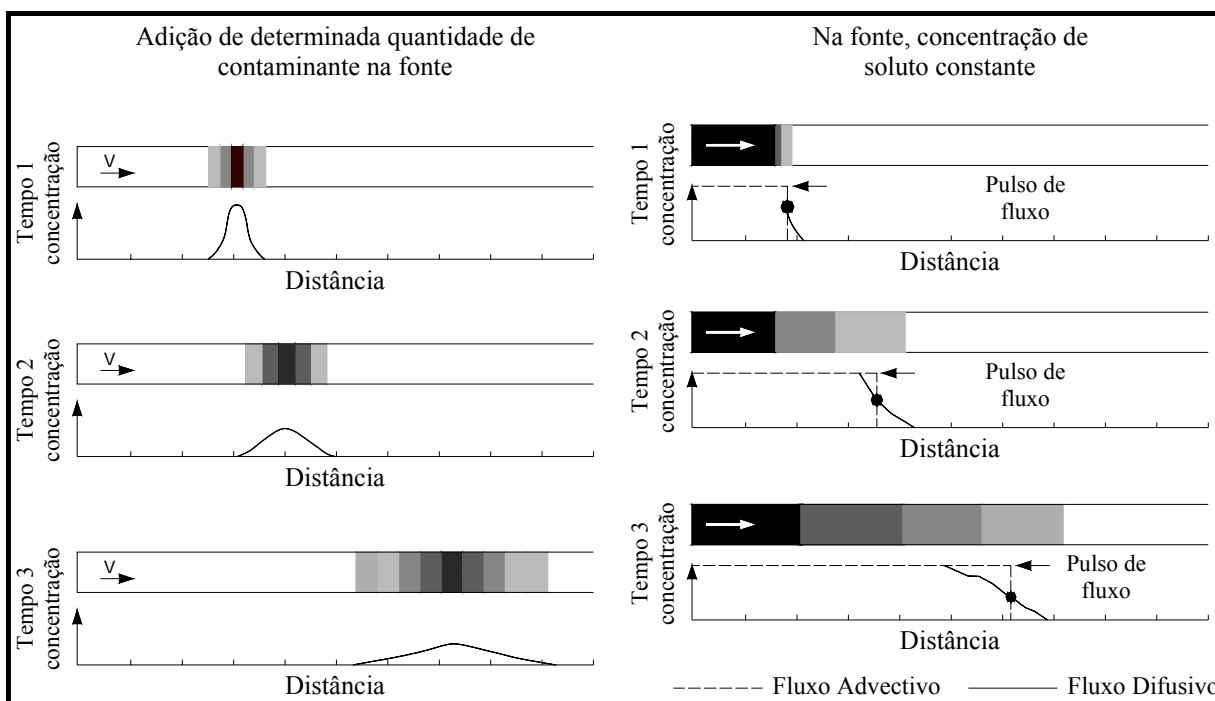 Adição de determinada quantidade de
contaminante na fonte
Tempo 1
concentração
V
Distância
Tempo 2
concentração
V
Distância
Tempo 3
concentração
V
Distância
Na fonte, concentração de
soluto constante
Tempo 1
concentração
Pulso de
fluxo
Distância
Tempo 2
concentração
Pulso de
fluxo
Distância
Tempo 3
concentração
Pulso de
fluxo
Distância
Fluxo Advectivo
Fluxo Difusivo